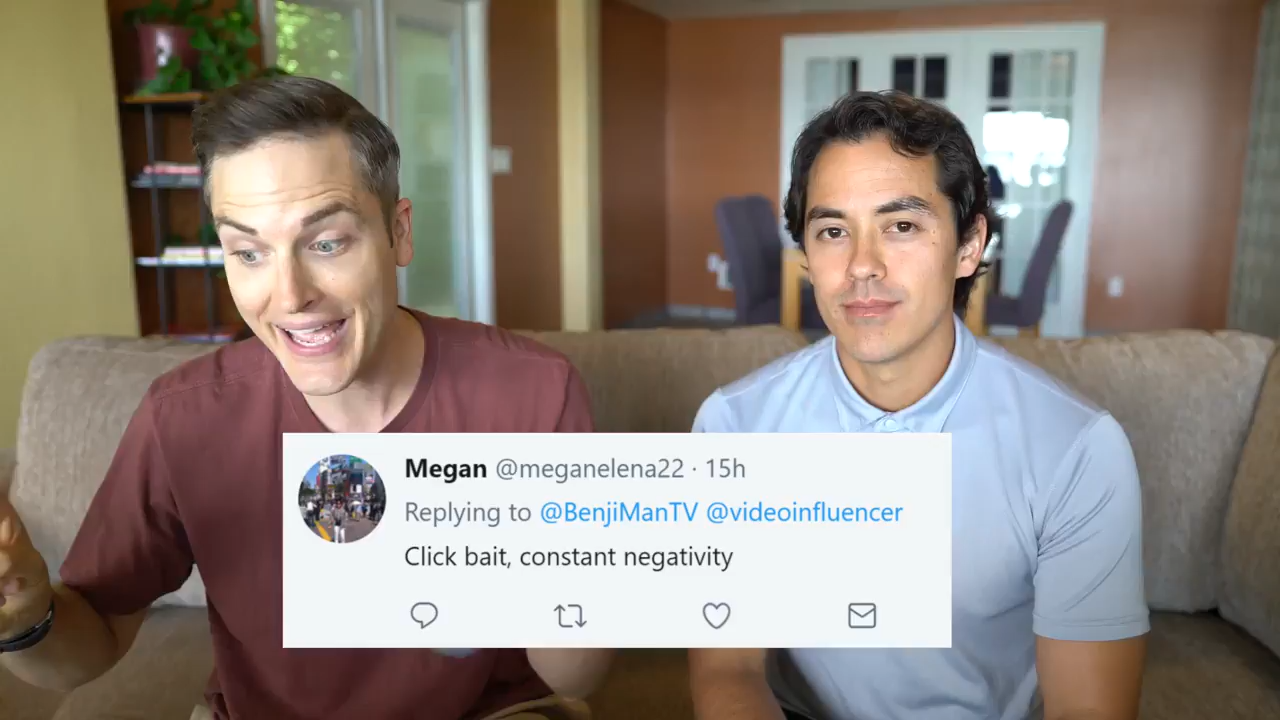 Megan @meganelena22 · 15h
Replying to @BenjiManTV @videoinfluencer
Click bait, constant negativity